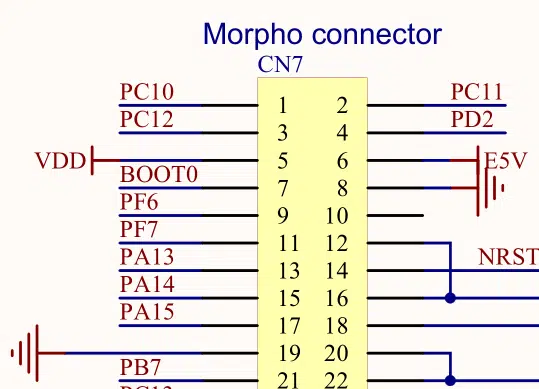 Morpho connector
CN7
PC10 1 2 PC11
PC12 3 4 PD2
VDD 5 6 E5V
BOOT0 7 8
PF6 9 10
PF7 11 12
PA13 13 14 NRST
PA14 15 16
PA15 17 18
19 20
PB7 21 22